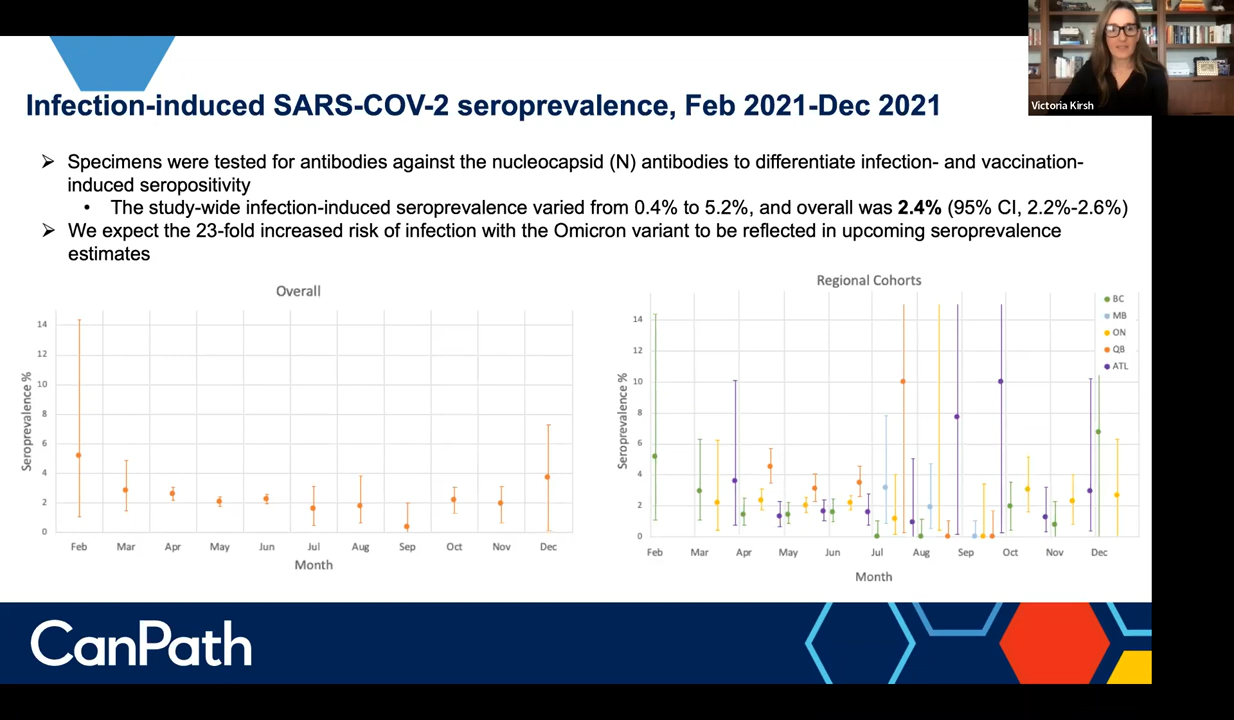 Victoria Kirsh
Infection-induced SARS-COV-2 seroprevalence, Feb 2021-Dec 2021
➢ Specimens were tested for antibodies against the nucleocapsid (N) antibodies to differentiate infection- and vaccination-
induced seropositivity
• The study-wide infection-induced seroprevalence varied from 0.4% to 5.2%, and overall was 2.4% (95% CI, 2.2%-2.6%)
➢ We expect the 23-fold increased risk of infection with the Omicron variant to be reflected in upcoming seroprevalence
estimates
Overall
Seroprevalence %
14
12
10
8
6
4
2
0
Feb Mar Apr May Jun Jul Aug Sep Oct Nov Dec
Month
Regional Cohorts
Seroprevalence %
14
12
10
8
6
4
2
0
BC
MB
ON
QB
ATL
Feb Mar Apr May Jun Jul Aug Sep Oct Nov Dec
Month
CanPath